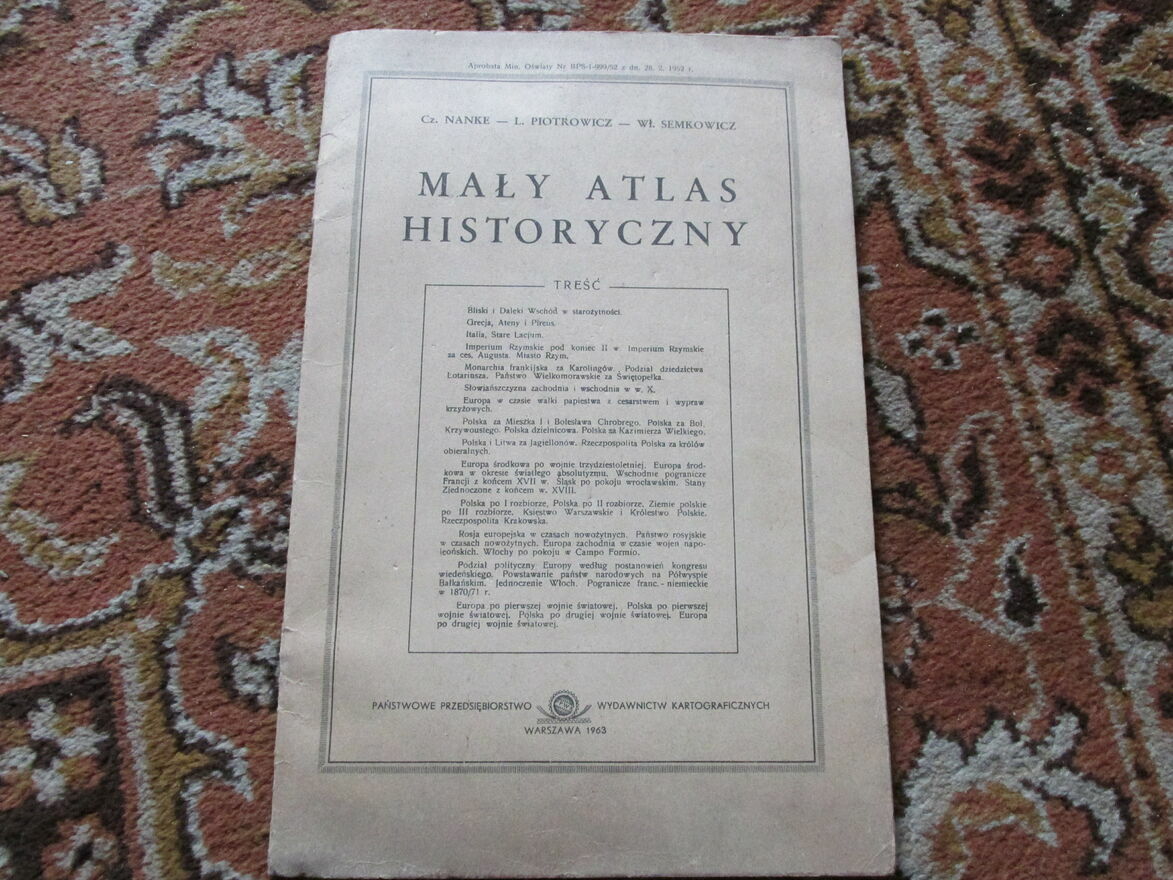 Aprobata Min. Oświaty Nr BPS-I-999/52 z dn. 28. 2. 1952 r.
Cz. NANKE — L. PIOTROWICZ — Wł. SEMKOWICZ
MAŁY ATLAS
HISTORYCZNY
TREŚĆ
Bliski i Daleki Wschód w starożytności.
Grecja, Ateny i Pireus.
Italia, Stare Lacjum.
Imperium Rzymskie pod koniec II w. Imperium Rzymskie
za ces. Augusta. Miasto Rzym.
Monarchia frankijska za Karolingów. Podział dziedzictwa
Lotariusza. Państwo Wielkomorawskie za Świętopełka.
Słowiańszczyzna zachodnia i wschodnia w w. X.
Europa w czasie walki papiestwa z cesarstwem i wypraw
krzyżowych.
Polska za Mieszka I i Bolesława Chrobrego. Polska za Bol.
Krzywoustego. Polska dzielnicowa. Polska za Kazimierza Wielkiego.
Polska i Litwa za Jagiellonów. Rzeczpospolita Polska za królów
obieralnych.
Europa środkowa po wojnie trzydziestoletniej. Europa środ-
kowa w okresie światłego absolutyzmu. Wschodnie pogranicze
Francji z końcem XVII w. Śląsk po pokoju wrocławskim. Stany
Zjednoczone z końcem w. XVIII.
Polska po I rozbiorze, Polska po II rozbiorze, Ziemie polskie
po III rozbiorze. Księstwo Warszawskie i Królestwo Polskie.
Rzeczpospolita Krakowska.
Rosja europejska w czasach nowożytnych. Państwo rosyjskie
w czasach nowożytnych. Europa zachodnia w czasie wojen napo-
leońskich. Włochy po pokoju w Campo Formio.
Podział polityczny Europy według postanowień kongresu
wiedeńskiego. Powstawanie państw narodowych na Półwyspie
Bałkańskim. Jednoczenie Włoch. Pogranicze franc.-niemieckie
w 1870/71 r.
Europa po pierwszej wojnie światowej. Polska po pierwszej
wojnie światowej. Polska po drugiej wojnie światowej. Europa
po drugiej wojnie światowej.
PAŃSTWOWE PRZEDSIĘBIORSTWO WYDAWNICTW KARTOGRAFICZNYCH
WARSZAWA 1963